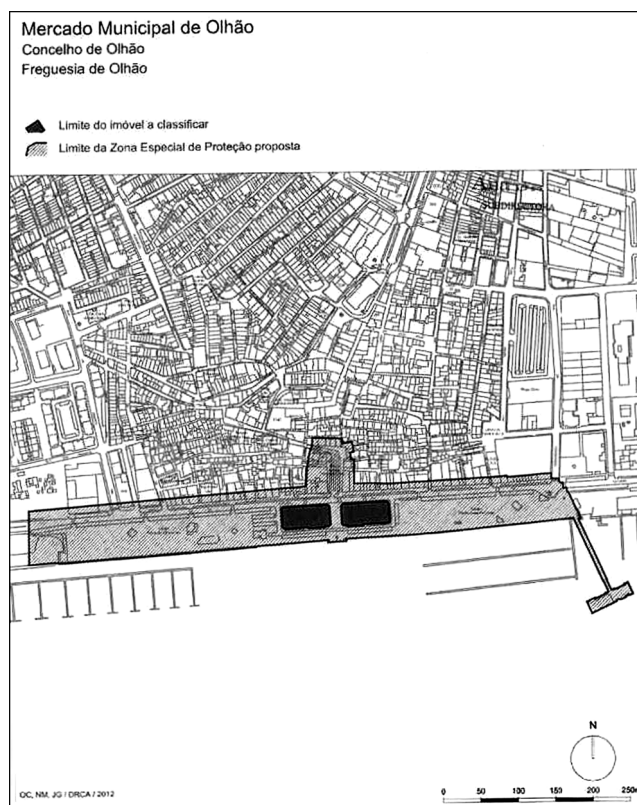 Mercado Municipal de Olhão
Concelho de Olhão
Freguesia de Olhão
Limite do imóvel a classificar
Limite da Zona Especial de Proteção proposta
N
OC, NM, JG / DRCA / 2012
0 50 100 150 200 250